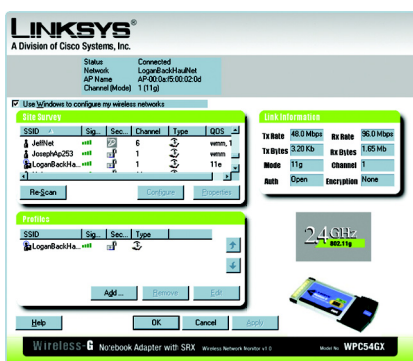 LINKSYS®
A Division of Cisco Systems, Inc.
Status Connected
Network LoganBackHaulNet
AP Name AP-00:0a:f5:00:02:0d
Channel (Mode) 1 (11g)
Use Windows to configure my wireless networks
Site Survey
SSID Sig... Sec... Channel Type QOS
JeffNet 6 wmm, 1
JosephAp253 1 wmm
LoganBackHa... 1 11e
Re-Scan Configure Properties
Link Information
Tx Rate 48.0 Mbps Rx Rate 96.0 Mbps
Tx Bytes 3.20 Kb Rx Bytes 1.65 Mb
Mode 11g Channel 1
Auth Open Encryption None
Profiles
SSID Sig... Sec... Type
LoganBackHa...
Add ... Remove Edit
2.4 GHz
802.11g
Help OK Cancel Apply
Wireless-G Notebook Adapter with SRX Wireless Network Monitor v1.0 Model No. WPC54GX